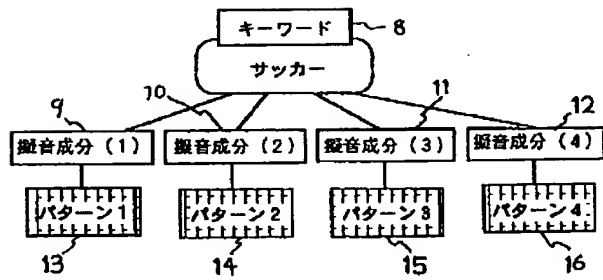 キーワード
8
サッカー
9
10
11
12
擬音成分(1)
擬音成分(2)
擬音成分(3)
擬音成分(4)
パターン1
パターン2
パターン3
パターン4
13
14
15
16